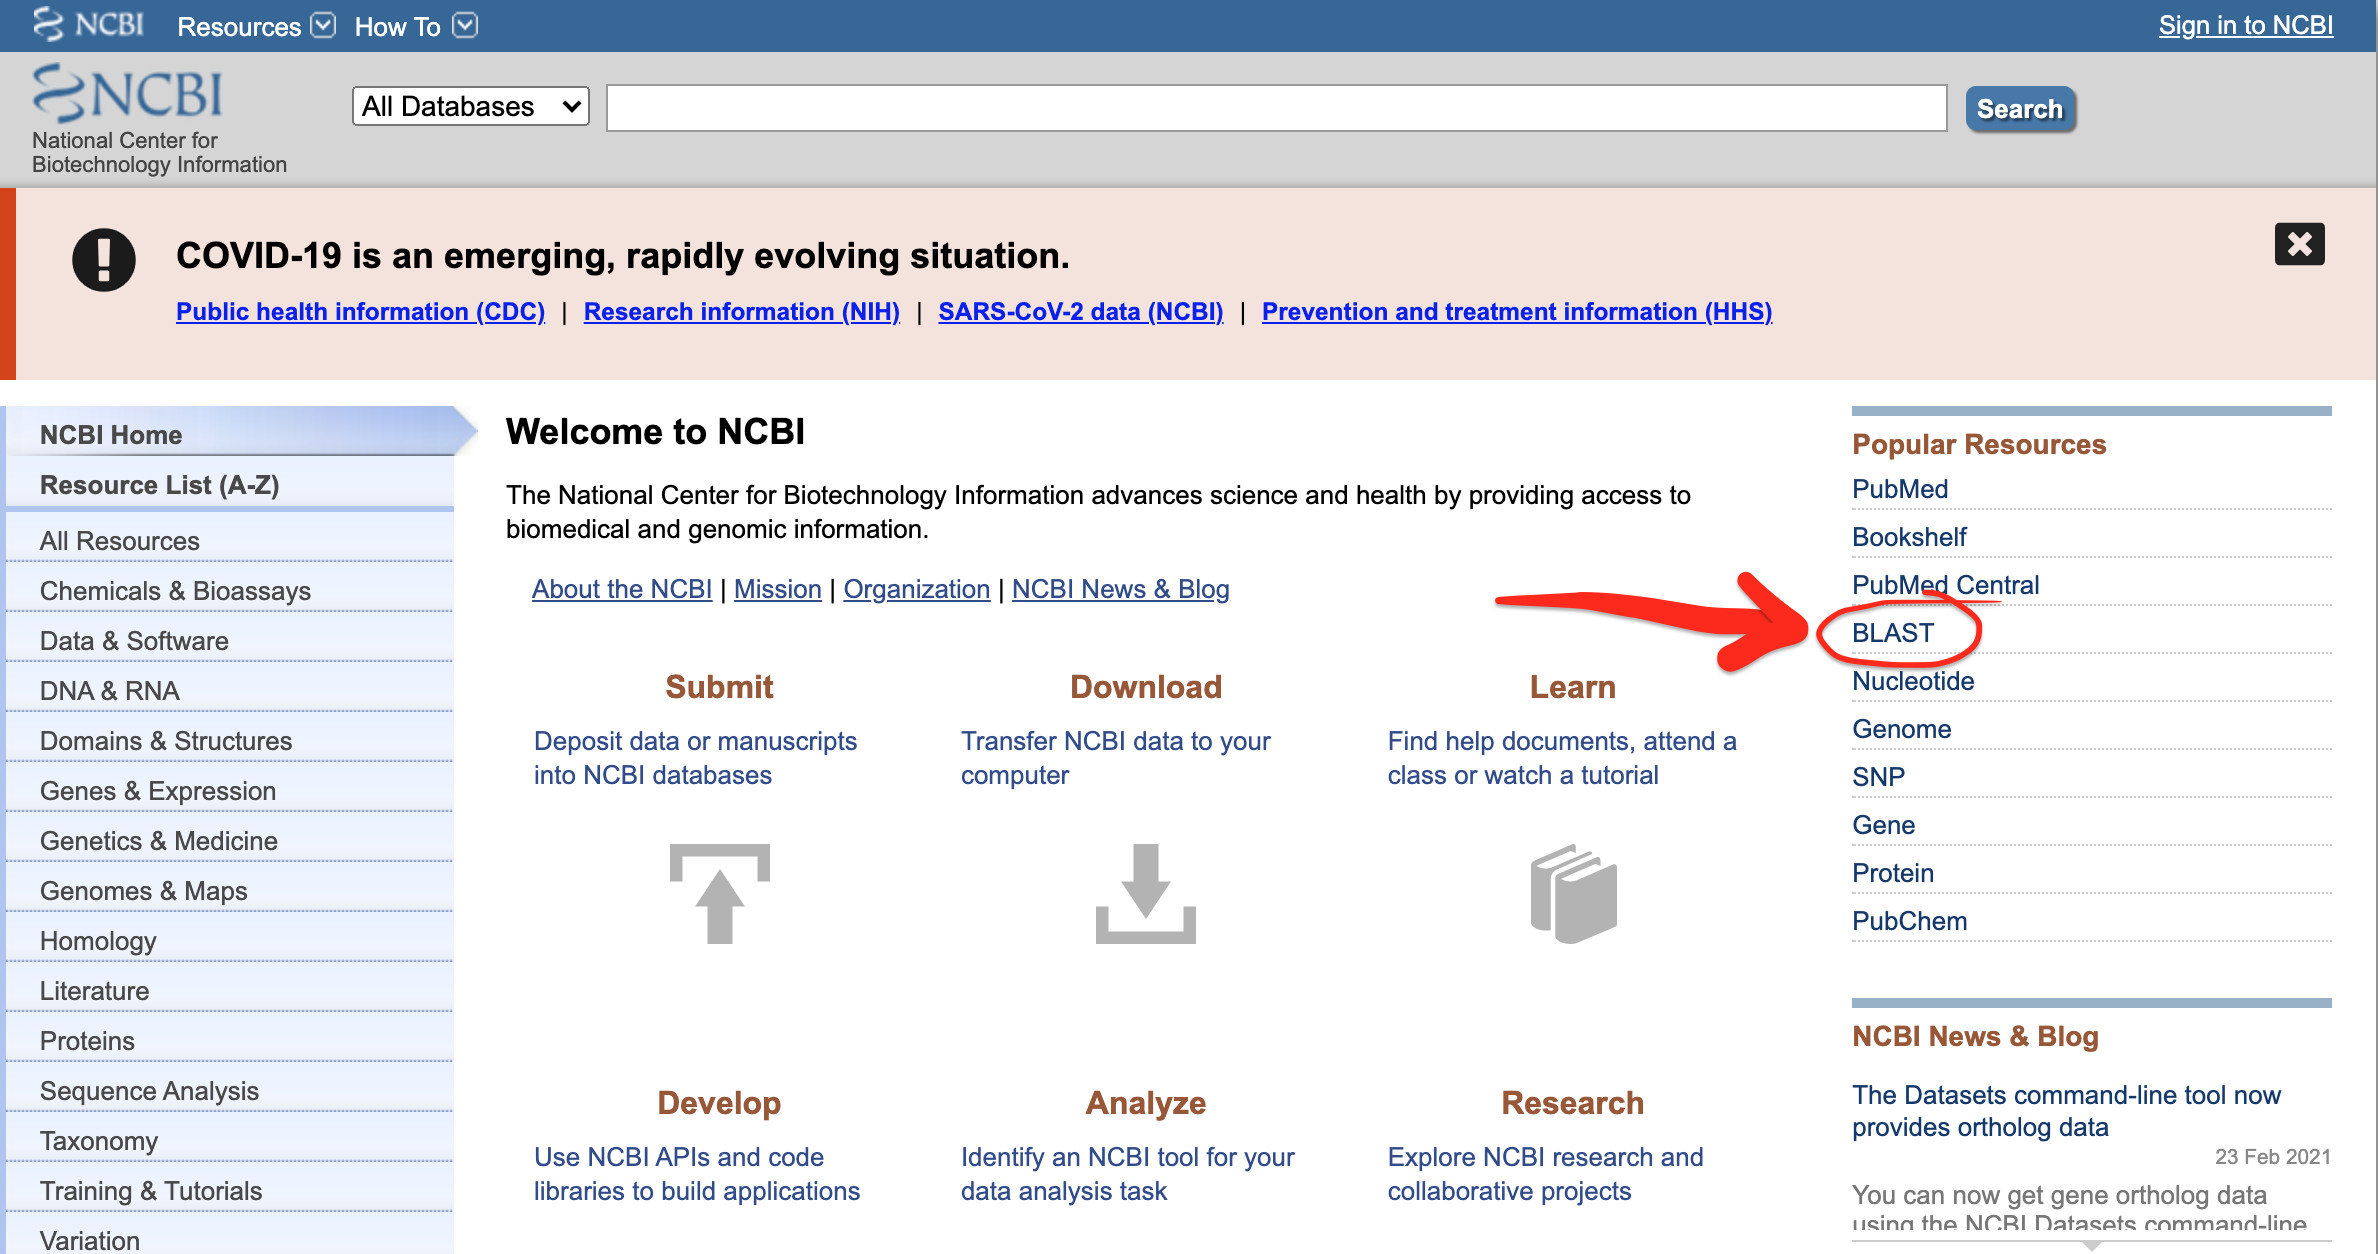 NCBI Resources How To Sign in to NCBI
NCBI
National Center for
Biotechnology Information
All Databases Search
COVID-19 is an emerging, rapidly evolving situation.
Public health information (CDC) | Research information (NIH) | SARS-CoV-2 data (NCBI) | Prevention and treatment information (HHS)
NCBI Home
Resource List (A-Z)
All Resources
Chemicals & Bioassays
Data & Software
DNA & RNA
Domains & Structures
Genes & Expression
Genetics & Medicine
Genomes & Maps
Homology
Literature
Proteins
Sequence Analysis
Taxonomy
Training & Tutorials
Variation
Welcome to NCBI
The National Center for Biotechnology Information advances science and health by providing access to
biomedical and genomic information.
About the NCBI | Mission | Organization | NCBI News & Blog
Submit
Deposit data or manuscripts
into NCBI databases
Download
Transfer NCBI data to your
computer
Learn
Find help documents, attend a
class or watch a tutorial
Develop
Use NCBI APIs and code
libraries to build applications
Analyze
Identify an NCBI tool for your
data analysis task
Research
Explore NCBI research and
collaborative projects
Popular Resources
PubMed
Bookshelf
PubMed Central
BLAST
Nucleotide
Genome
SNP
Gene
Protein
PubChem
NCBI News & Blog
The Datasets command-line tool now
provides ortholog data
23 Feb 2021
You can now get gene ortholog data
using the NCBI Datasets command-line